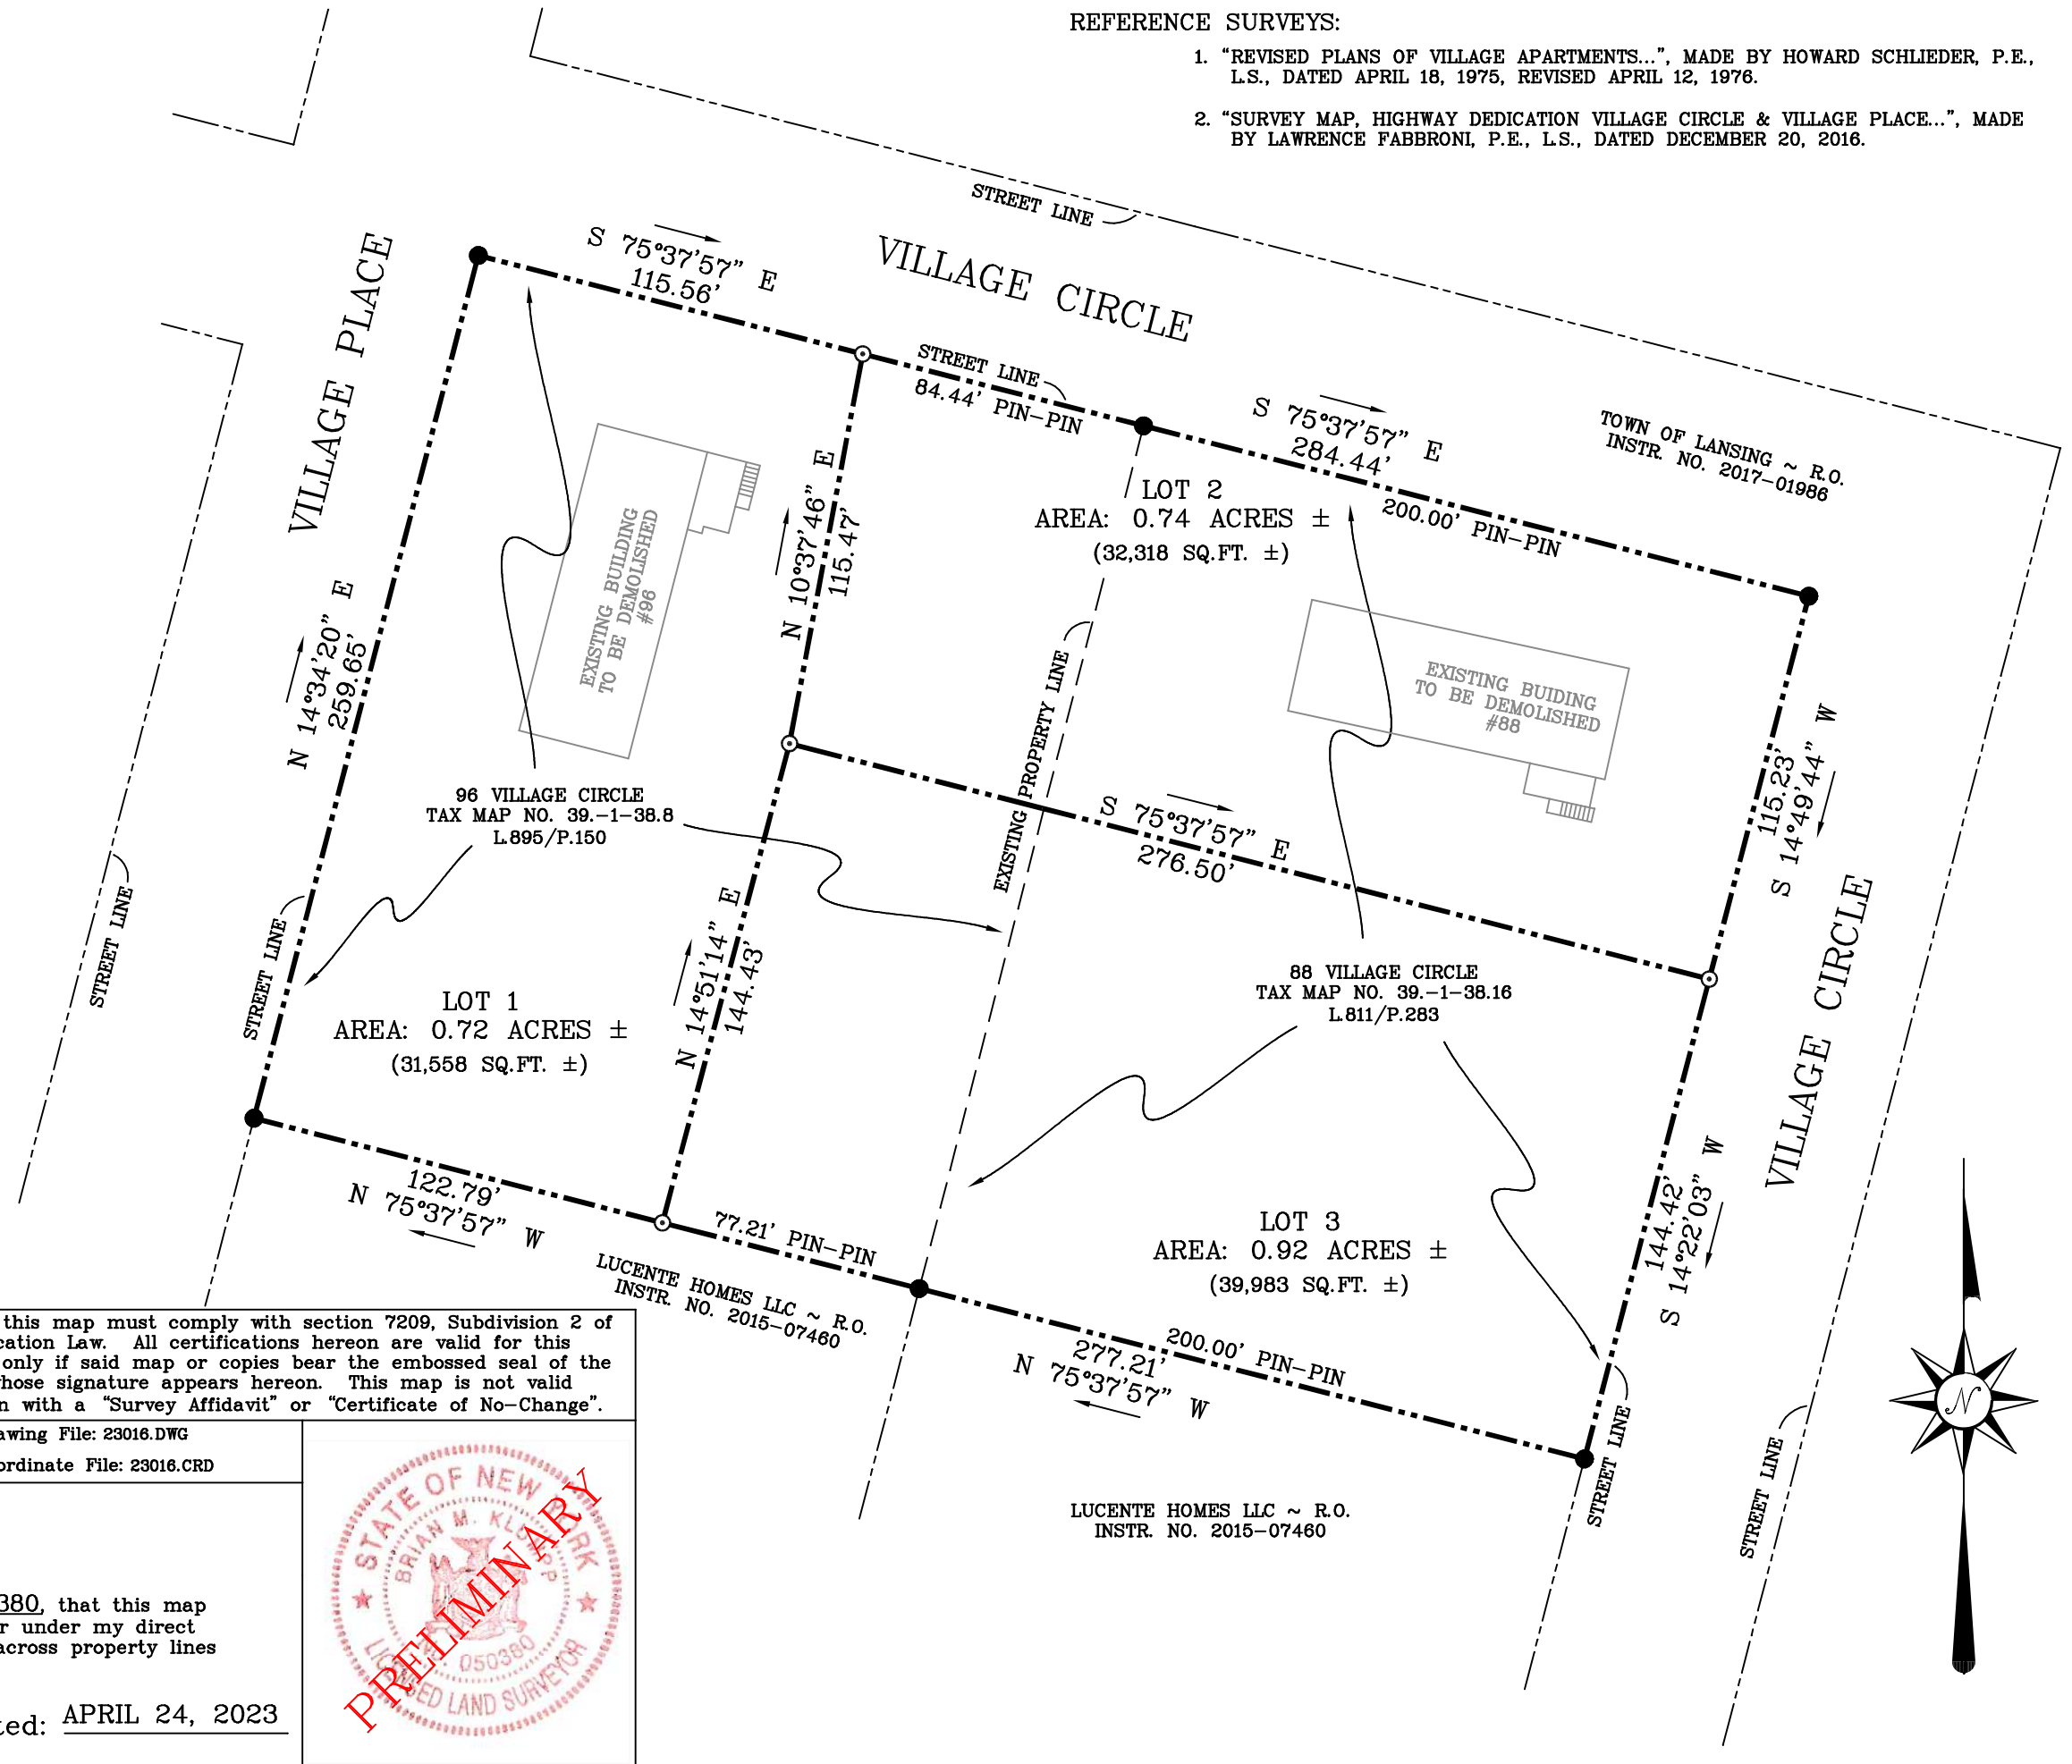 REFERENCE SURVEYS:
1. “REVISED PLANS OF VILLAGE APARTMENTS...”, MADE BY HOWARD SCHLIEDER, P.E.,
L.S., DATED APRIL 18, 1975, REVISED APRIL 12, 1976.
2. “SURVEY MAP, HIGHWAY DEDICATION VILLAGE CIRCLE & VILLAGE PLACE...”, MADE
BY LAWRENCE FABBRONI, P.E., L.S., DATED DECEMBER 20, 2016.
STREET LINE
VILLAGE CIRCLE
VILLAGE PLACE
S 75°37'57” E
115.56'
STREET LINE
84.44' PIN-PIN
S 75°37'57” E
284.44'
200.00' PIN-PIN
TOWN OF LANSING ~ R.O.
INSTR. NO. 2017-01986
LOT 2
AREA: 0.74 ACRES ±
(32,318 SQ.FT. ±)
N 10°37'46” E
115.47'
EXISTING BUILDING
TO BE DEMOLISHED
#96
N 14°34'20” E
259.65'
EXISTING PROPERTY LINE
EXISTING BUIDING
TO BE DEMOLISHED
#88
115.23'
S 14°49'44” W
96 VILLAGE CIRCLE
TAX MAP NO. 39.-1-38.8
L.895/P.150
S 75°37'57” E
276.50'
STREET LINE
STREET LINE
N 14°51'14” E
144.43'
88 VILLAGE CIRCLE
TAX MAP NO. 39.-1-38.16
L.811/P.283
VILLAGE CIRCLE
LOT 1
AREA: 0.72 ACRES ±
(31,558 SQ.FT. ±)
122.79'
N 75°37'57” W
77.21' PIN-PIN
LUCENTE HOMES LLC ~ R.O.
INSTR. NO. 2015-07460
LOT 3
AREA: 0.92 ACRES ±
(39,983 SQ.FT. ±)
144.42'
S 14°22'03” W
200.00' PIN-PIN
277.21'
N 75°37'57” W
STREET LINE
STREET LINE
N
LUCENTE HOMES LLC ~ R.O.
INSTR. NO. 2015-07460
this map must comply with section 7209, Subdivision 2 of
cation Law. All certifications hereon are valid for this
only if said map or copies bear the embossed seal of the
whose signature appears hereon. This map is not valid
n with a “Survey Affidavit” or “Certificate of No-Change”.
awing File: 23016.DWG
ordinate File: 23016.CRD
380, that this map
r under my direct
across property lines
ted: APRIL 24, 2023
STATE OF NEW YORK
BRIAN M.
050380
LICENSED LAND SURVEYOR
PRELIMINARY